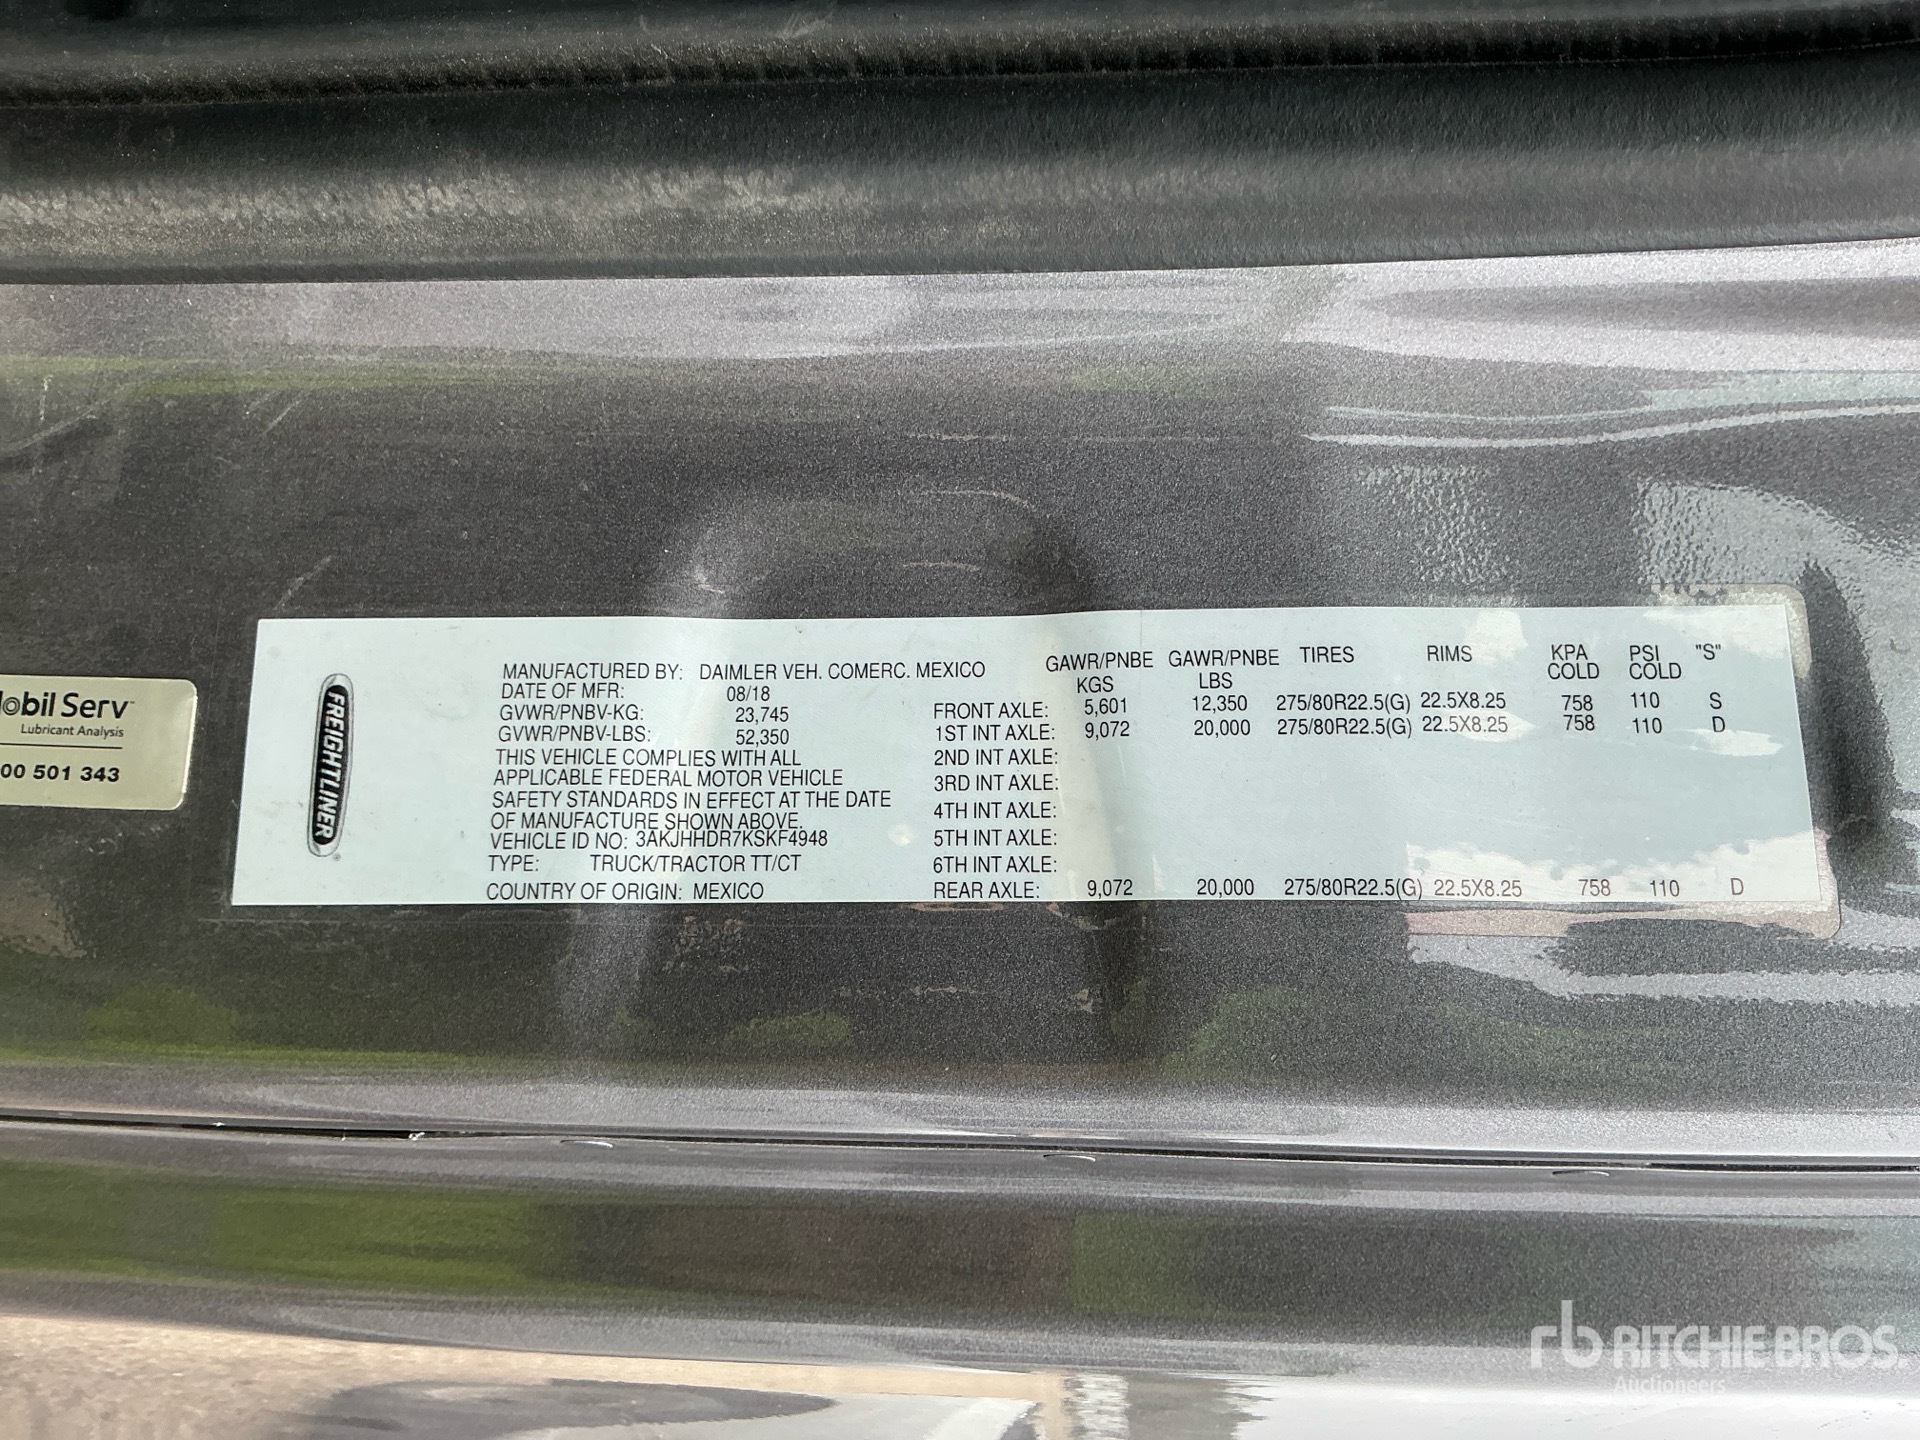 obil Serv
Lubricant Analysis
00 501 343
FREIGHTLINER
MANUFACTURED BY: DAIMLER VEH. COMERC. MEXICO
DATE OF MFR: 08/18
GVWR/PNBV-KG: 23,745
GVWR/PNBV-LBS: 52,350
THIS VEHICLE COMPLIES WITH ALL
APPLICABLE FEDERAL MOTOR VEHICLE
SAFETY STANDARDS IN EFFECT AT THE DATE
OF MANUFACTURE SHOWN ABOVE.
VEHICLE ID NO: 3AKJHHDR7KSKF4948
TYPE: TRUCK/TRACTOR TT/CT
COUNTRY OF ORIGIN: MEXICO
GAWR/PNBE GAWR/PNBE TIRES RIMS KPA PSI "S"
KGS LBS COLD COLD
FRONT AXLE: 5,601 12,350 275/80R22.5(G) 22.5X8.25 758 110 S
1ST INT AXLE: 9,072 20,000 275/80R22.5(G) 22.5X8.25 758 110 D
2ND INT AXLE:
3RD INT AXLE:
4TH INT AXLE:
5TH INT AXLE:
6TH INT AXLE:
REAR AXLE: 9,072 20,000 275/80R22.5(G) 22.5X8.25 758 110 D
rb RITCHIE BROS.
Auctioneers